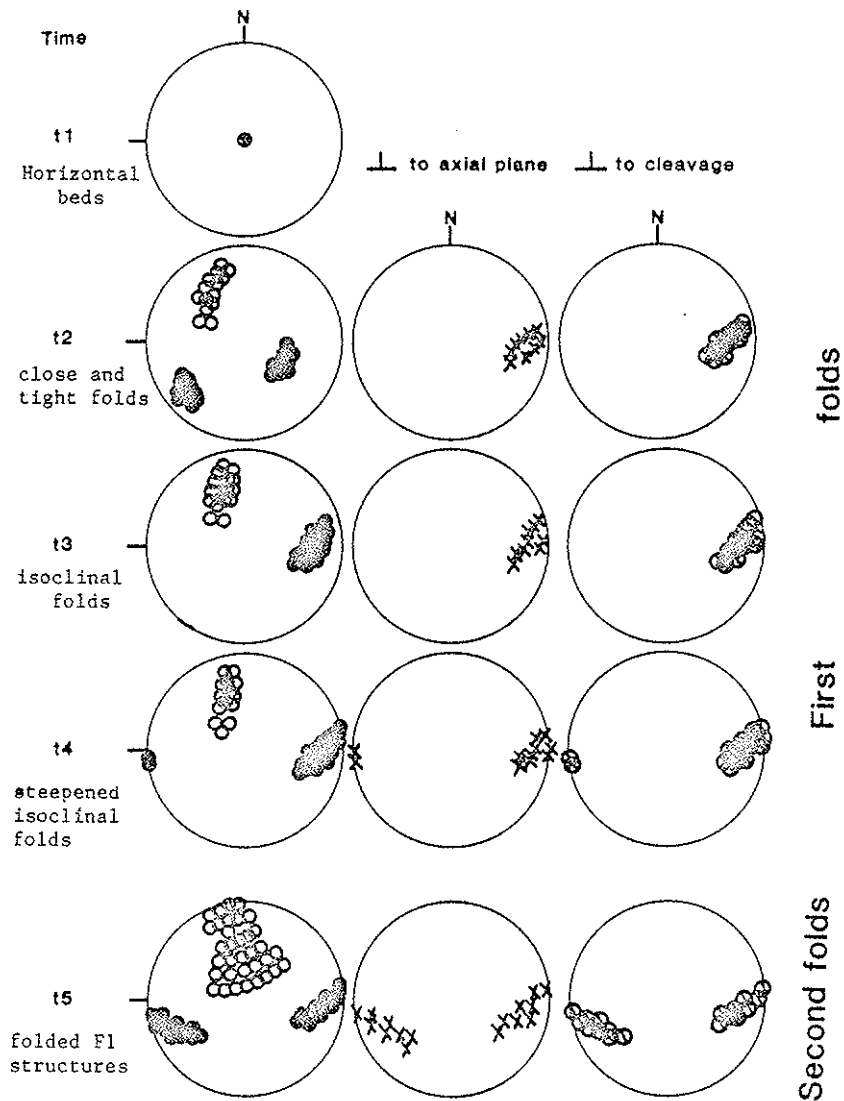 Time
N
t1
Horizontal
beds
⊥ to axial plane
⊥ to cleavage
N
N
t2
close and
tight folds
folds
t3
isoclinal
folds
First
t4
steepened
isoclinal
folds
Second folds
t5
folded F1
structures